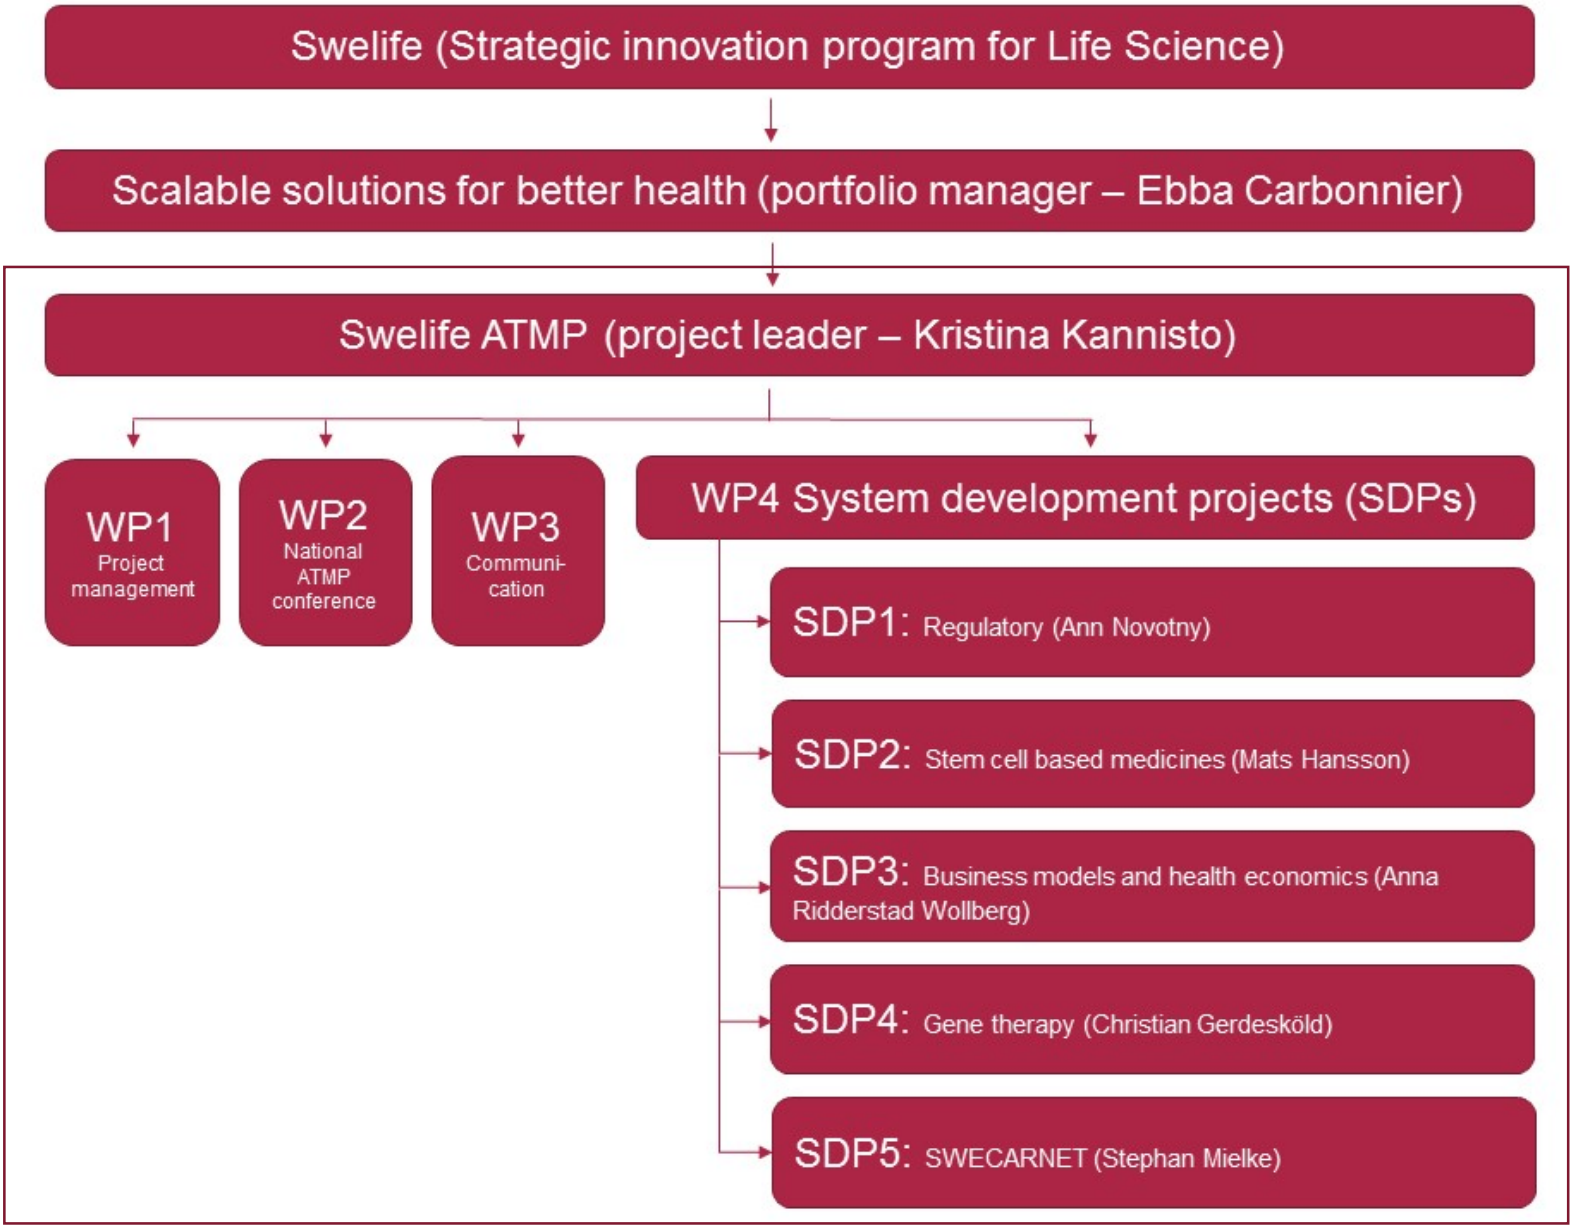 Swelife (Strategic innovation program for Life Science)
Scalable solutions for better health (portfolio manager – Ebba Carbonnier)
Swelife ATMP (project leader – Kristina Kannisto)
WP1
Project
management
WP2
National
ATMP
conference
WP3
Communi-
cation
WP4 System development projects (SDPs)
SDP1: Regulatory (Ann Novotny)
SDP2: Stem cell based medicines (Mats Hansson)
SDP3: Business models and health economics (Anna
Ridderstad Wollberg)
SDP4: Gene therapy (Christian Gerdesköld)
SDP5: SWECARNET (Stephan Mielke)